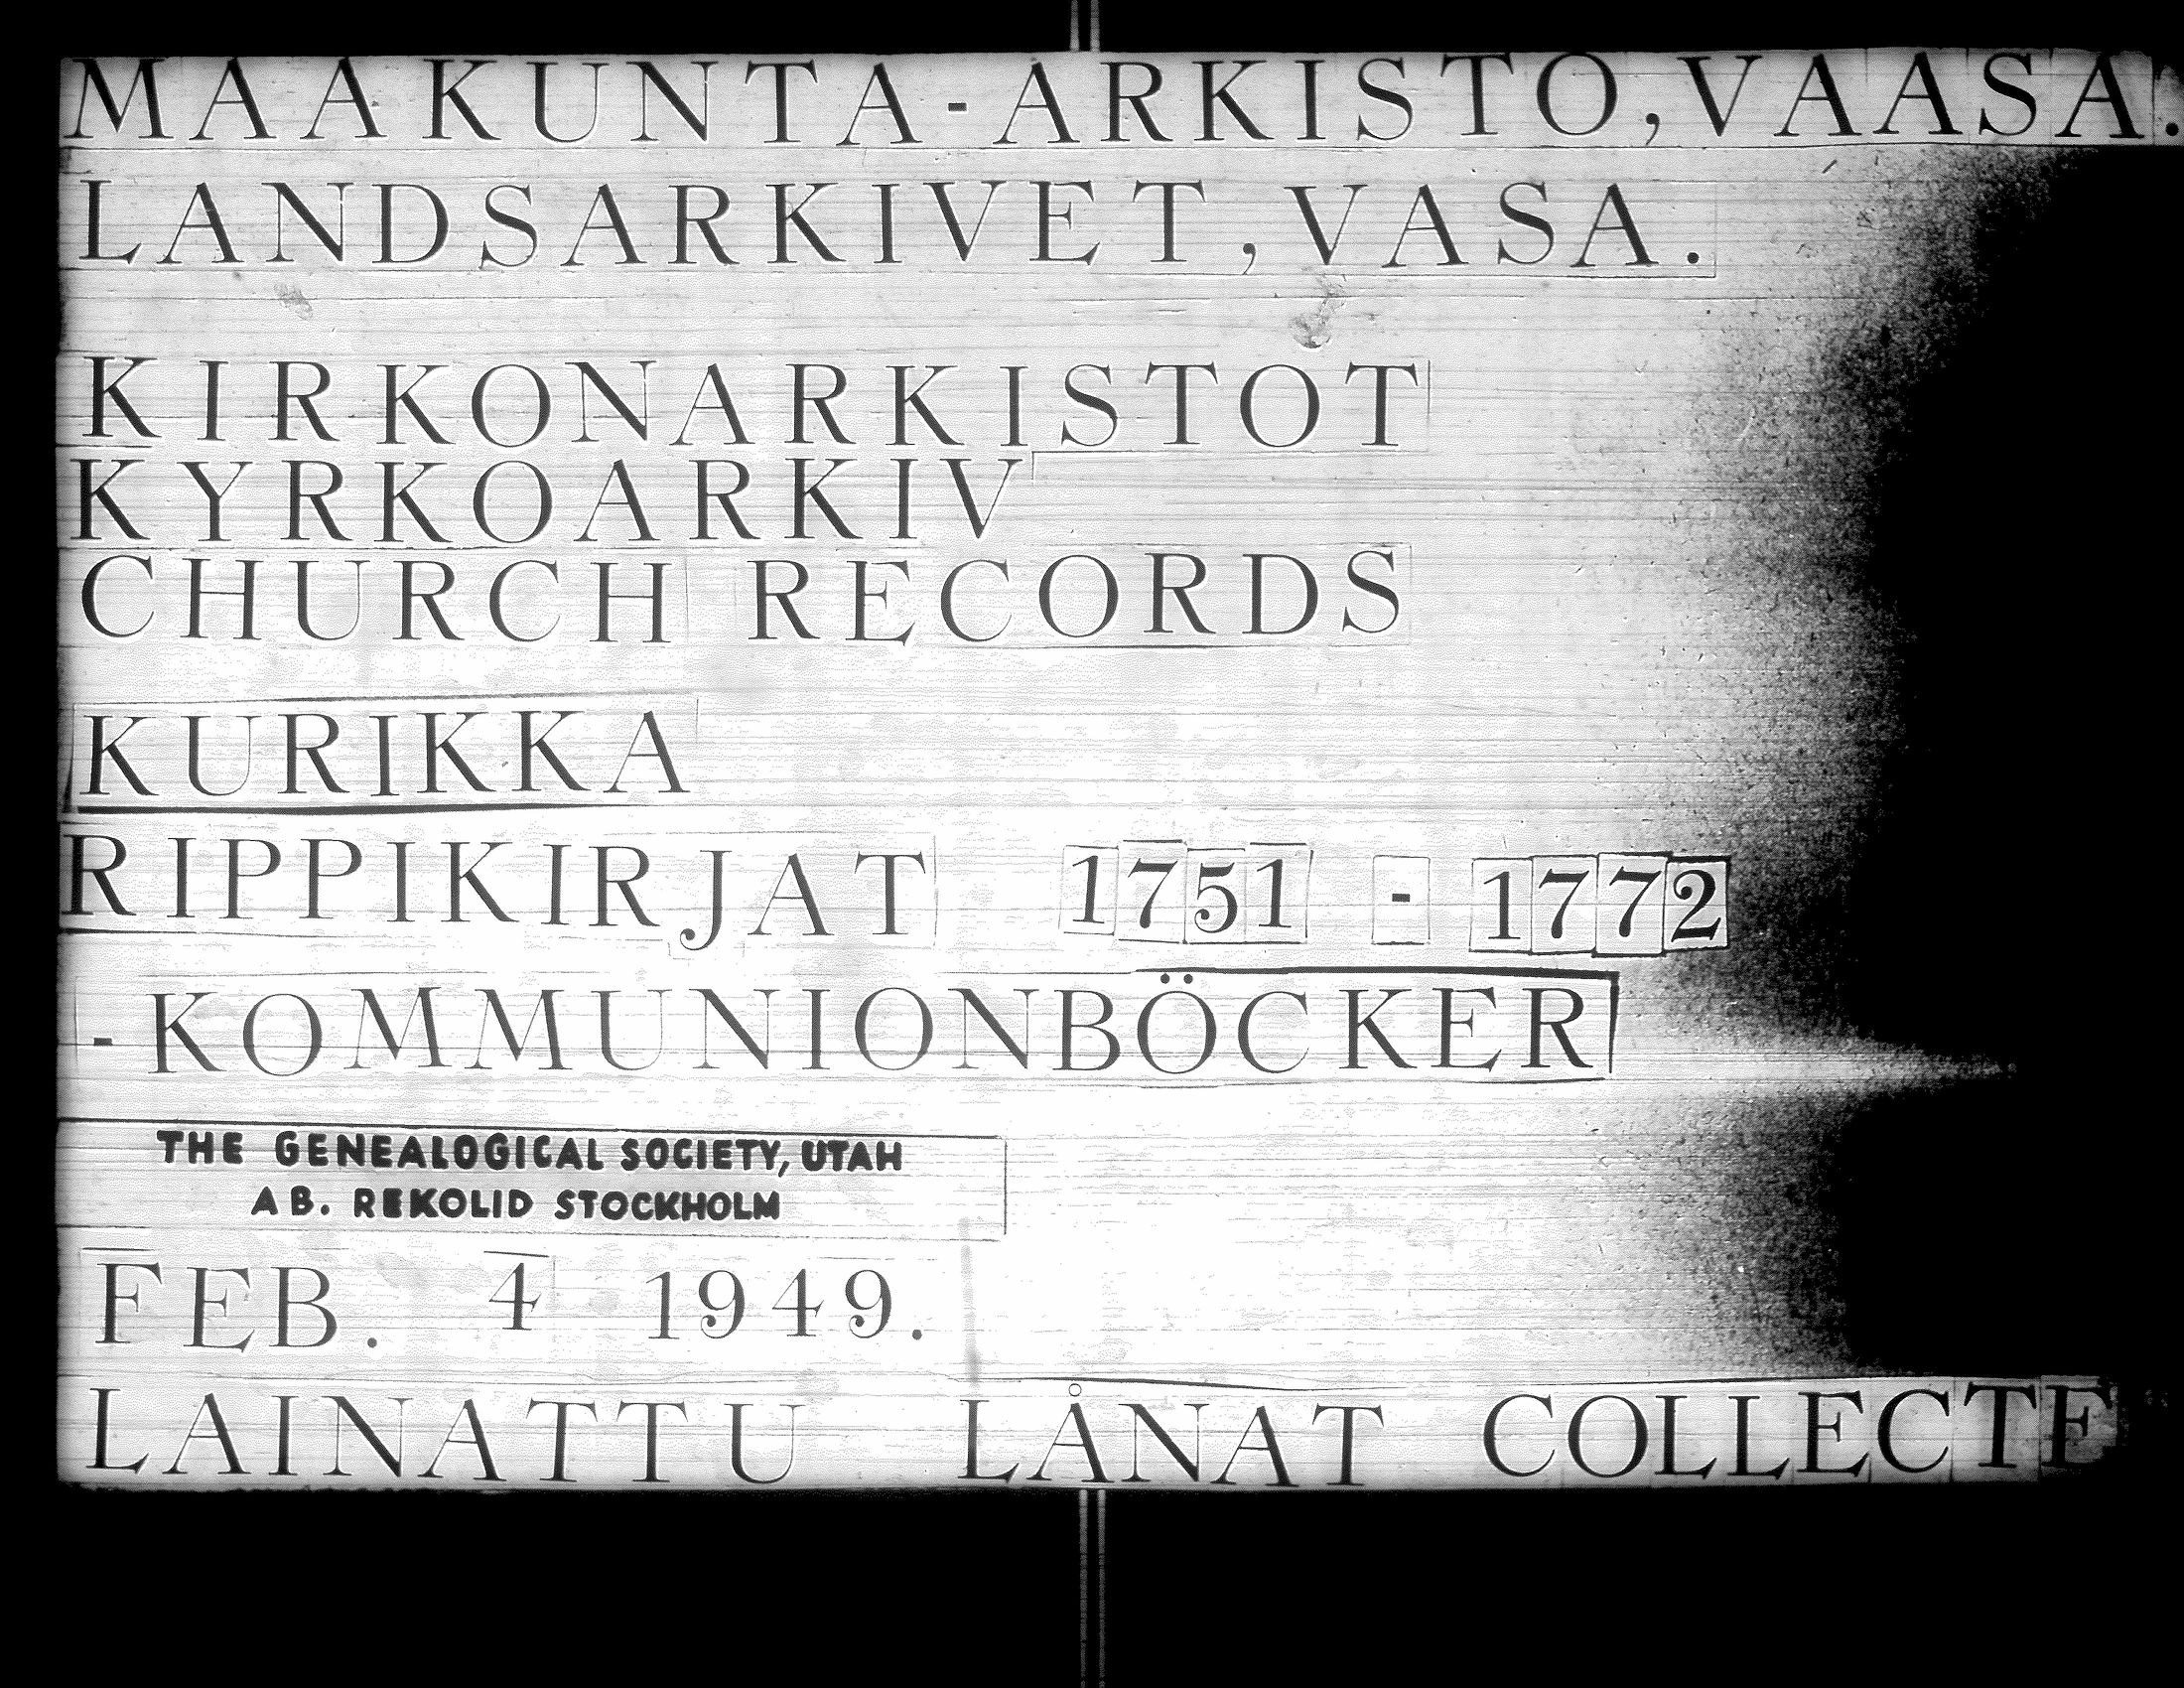 MAAKUNTA-ARKISTO, VAASA.
LANDSARKIVET, VASA.
KIRKONARKISTOT
KYRKOARKIV
CHURCH RECORDS
KURIKKA
RIPPIKIRJAT 1751 - 1772
-KOMMUNIONBÖCKER
THE GENEALOGICAL SOCIETY, UTAH
AB. REKOLID STOCKHOLM
FEB. 4 1949.
LAINATTU LÅNAT COLLECTE